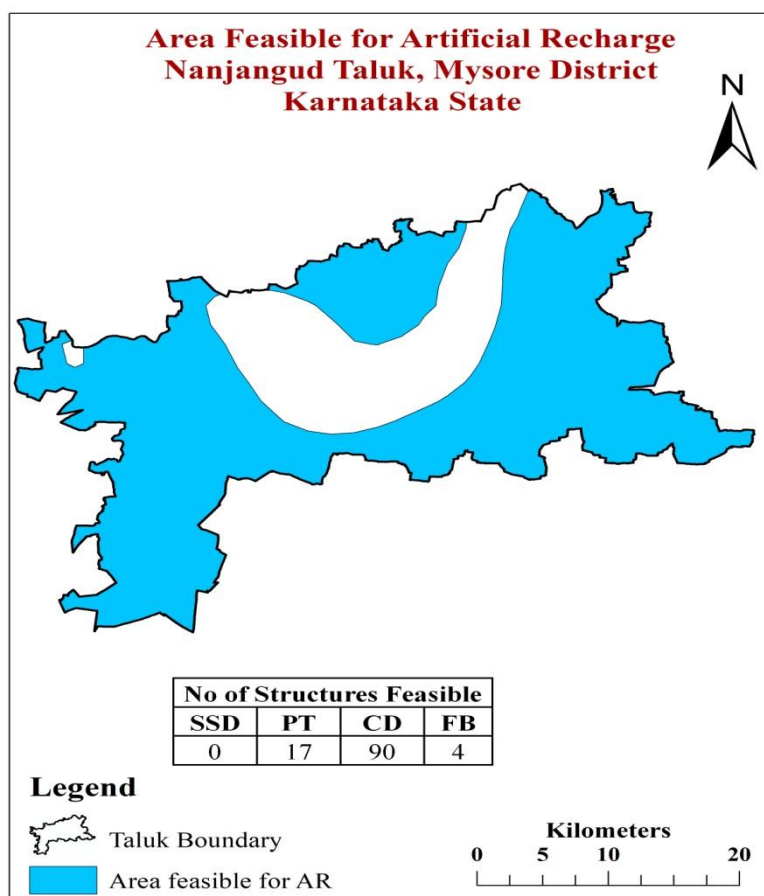 Area Feasible for Artificial Recharge
Nanjangud Taluk, Mysore District
Karnataka State
N
No of Structures Feasible
SSD PT CD FB
0 17 90 4
Legend
Taluk Boundary
Area feasible for AR
Kilometers
0 5 10 20